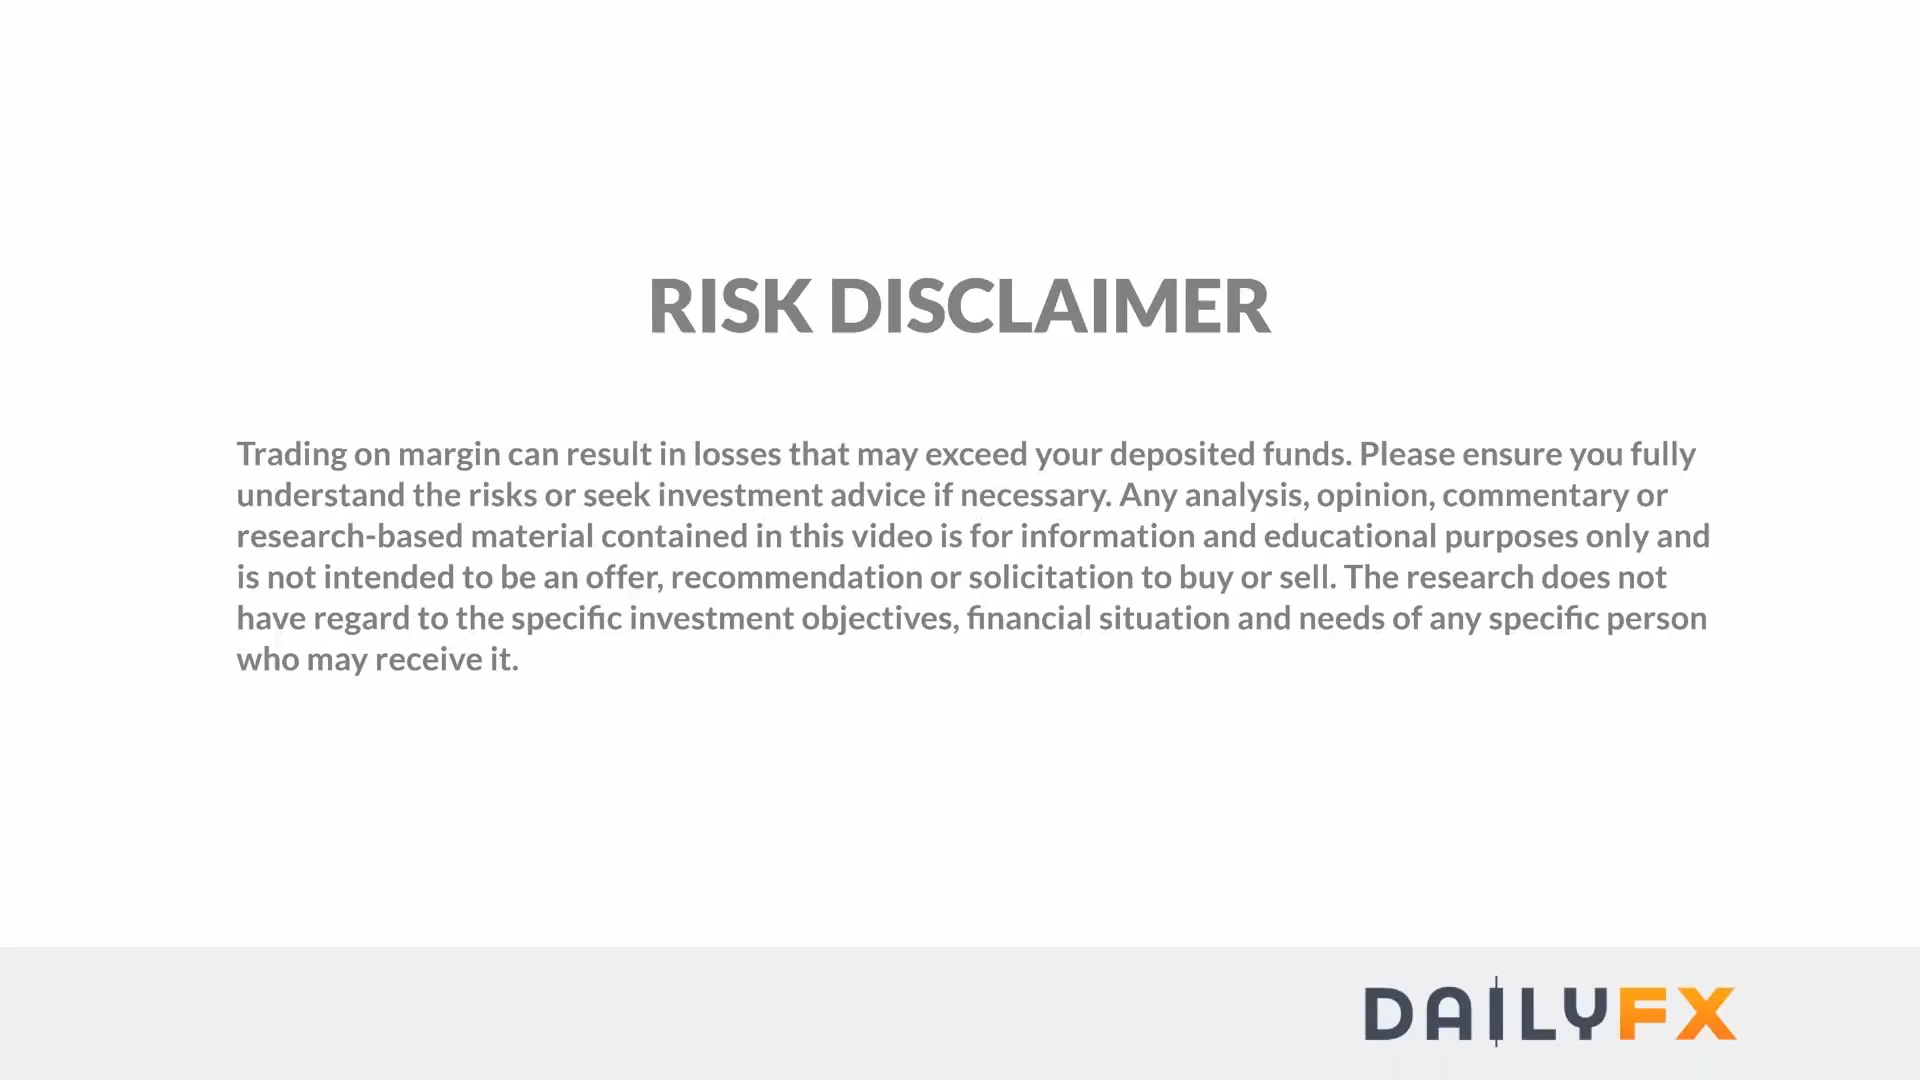 RISK DISCLAIMER
Trading on margin can result in losses that may exceed your deposited funds. Please ensure you fully
understand the risks or seek investment advice if necessary. Any analysis, opinion, commentary or
research-based material contained in this video is for information and educational purposes only and
is not intended to be an offer, recommendation or solicitation to buy or sell. The research does not
have regard to the specific investment objectives, financial situation and needs of any specific person
who may receive it.
DAILYFX